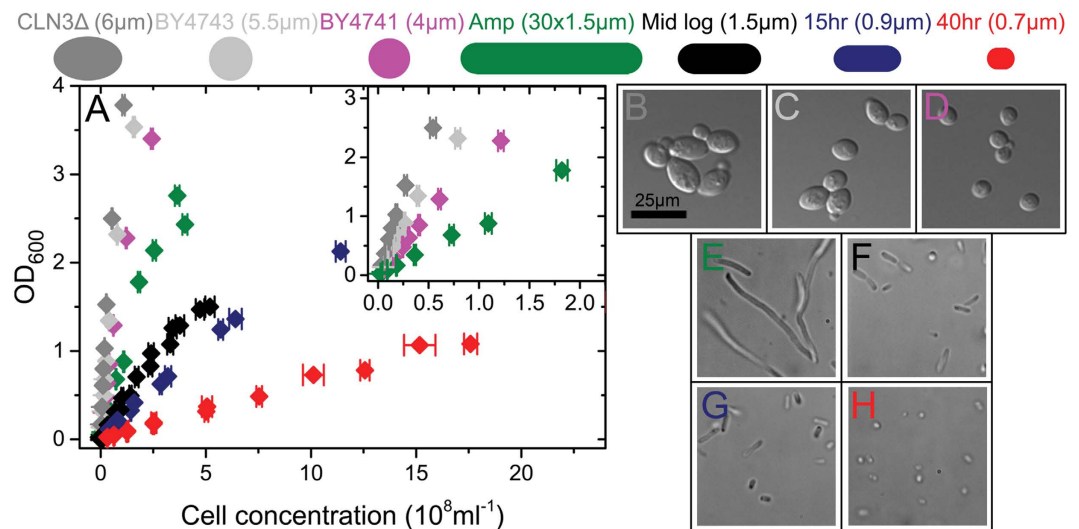 CLN3Δ (6μm) BY4743 (5.5μm) BY4741 (4μm) Amp (30x1.5μm) Mid log (1.5μm) 15hr (0.9μm) 40hr (0.7μm)
A
4
3
2
1
0
OD600
0 5 10 15 20
Cell concentration (10⁸ml⁻¹)
3
2
1
0
0.0 0.5 1.0 1.5 2.0
B C D
25μm
E F
G H